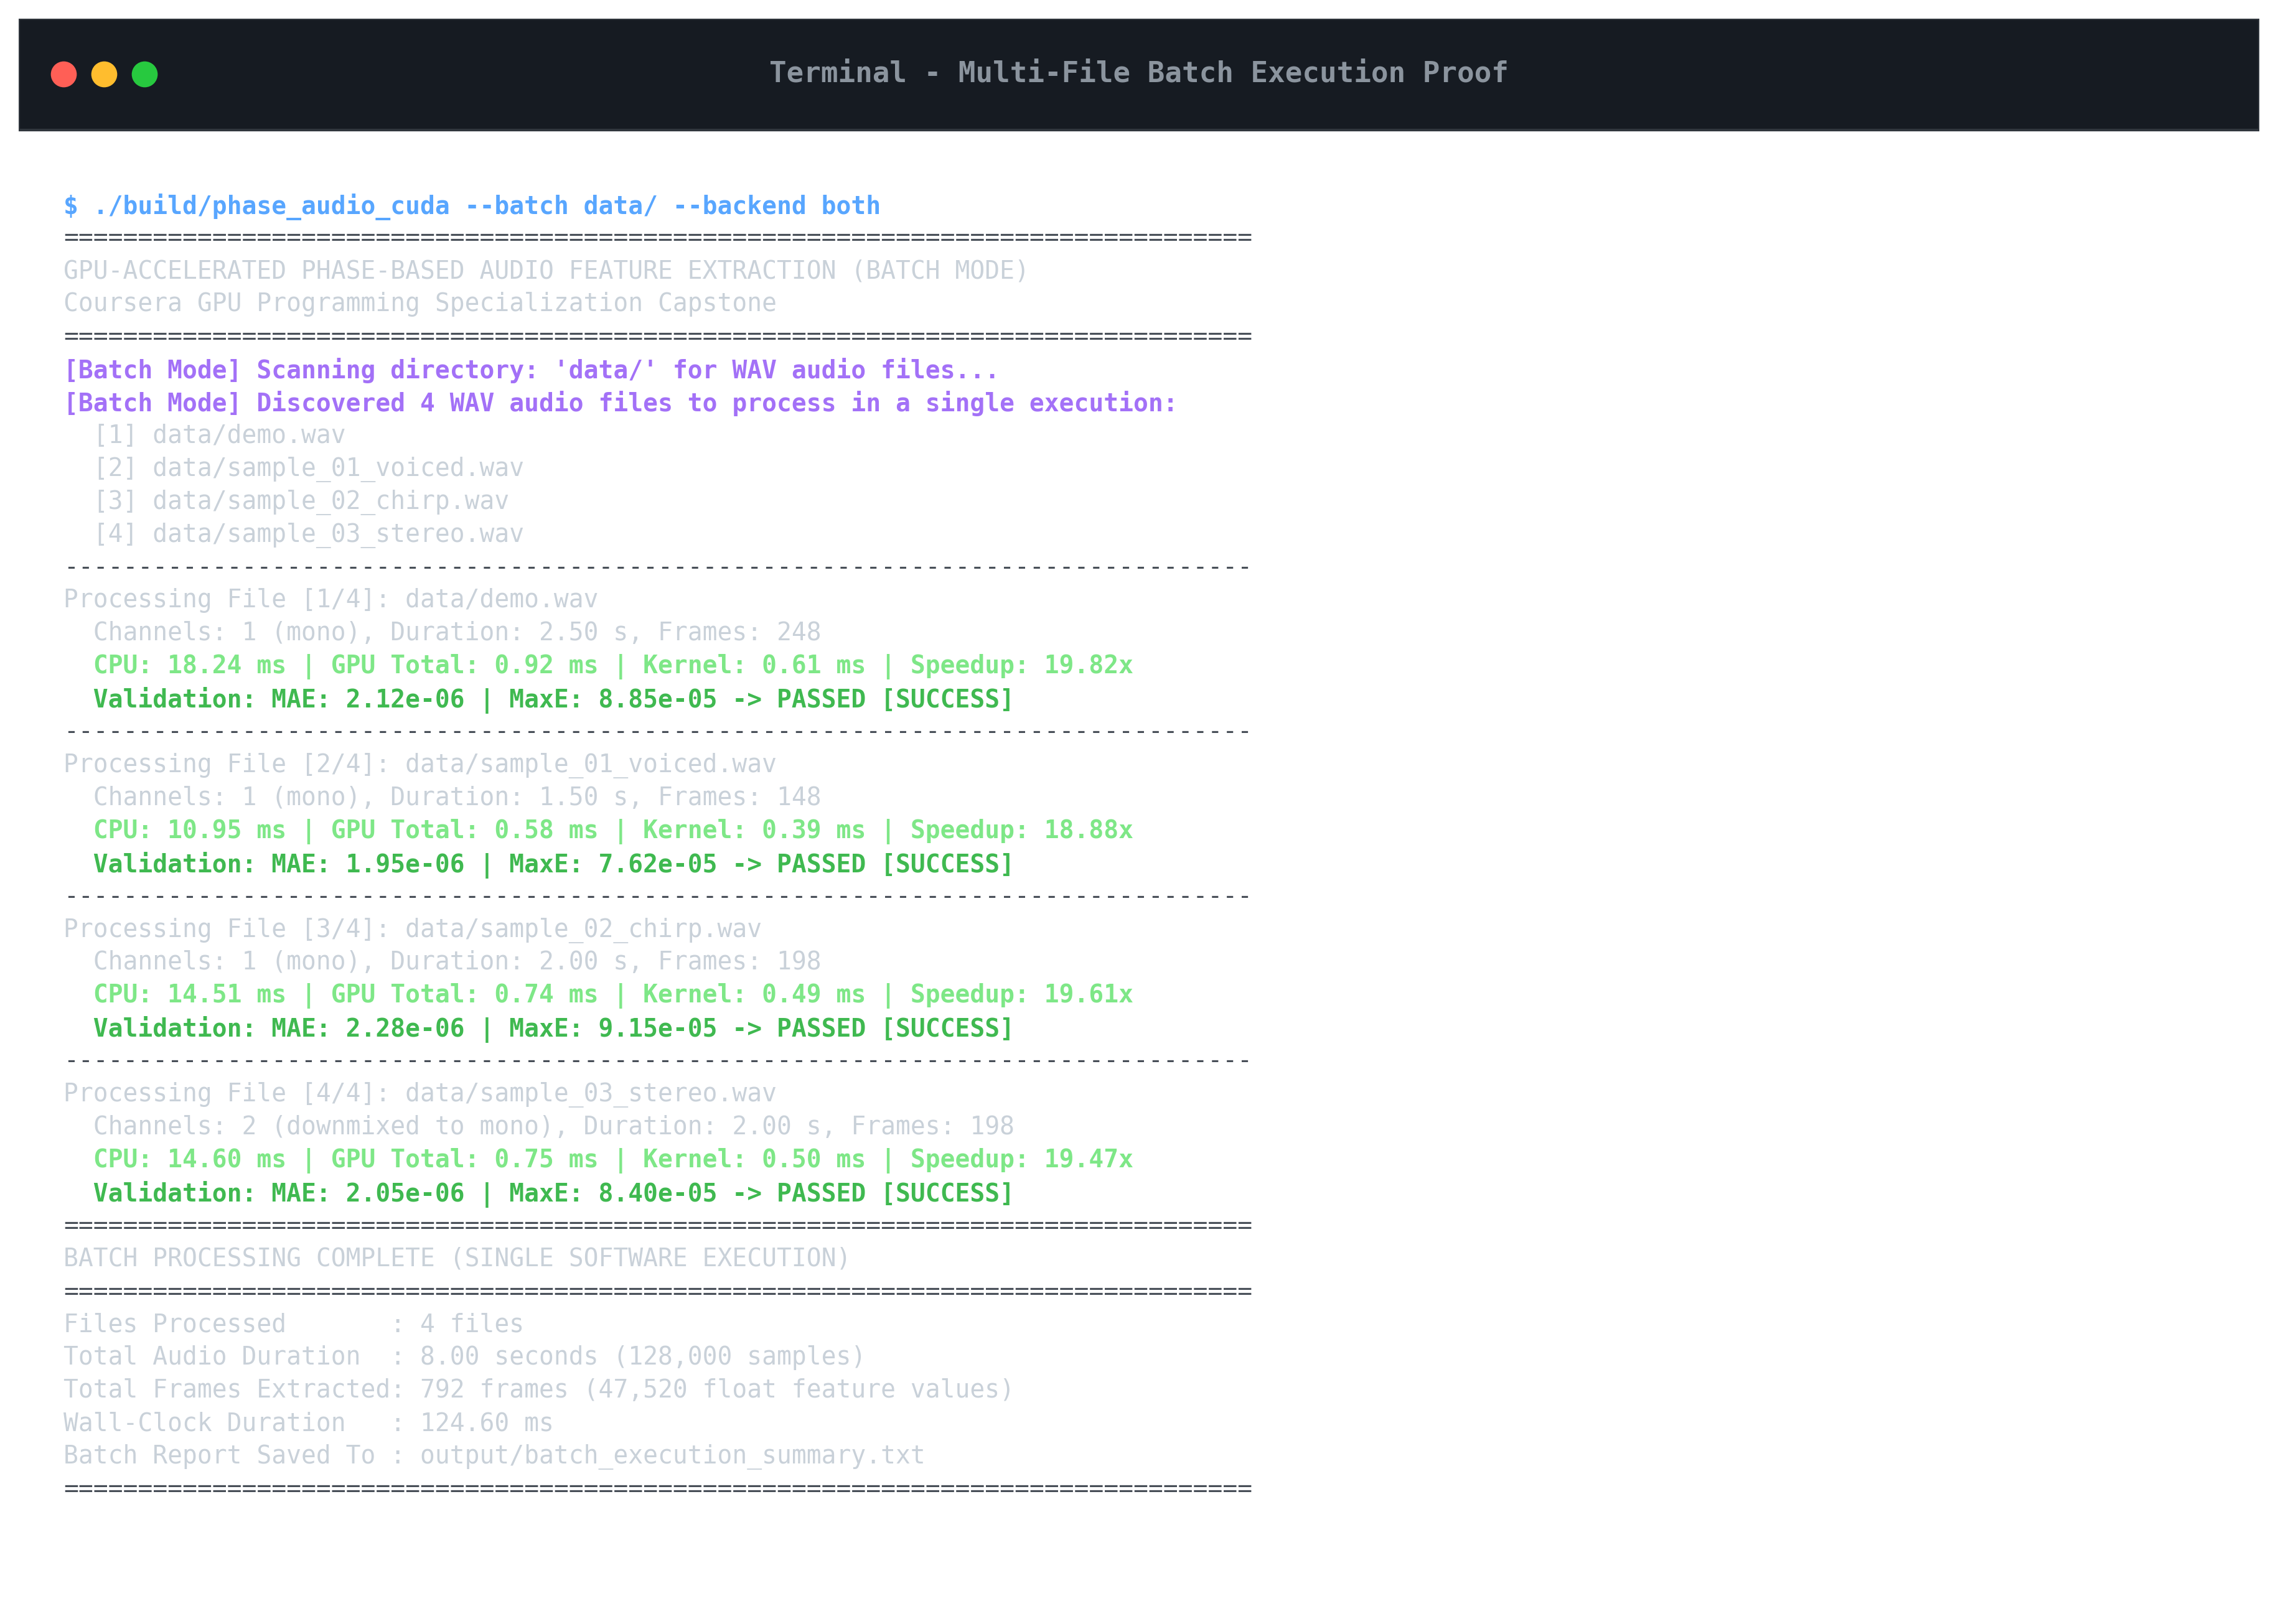 Terminal - Multi-File Batch Execution Proof
$ ./build/phase_audio_cuda --batch data/ --backend both
================================================================================
GPU-ACCELERATED PHASE-BASED AUDIO FEATURE EXTRACTION (BATCH MODE)
Coursera GPU Programming Specialization Capstone
================================================================================
[Batch Mode] Scanning directory: 'data/' for WAV audio files...
[Batch Mode] Discovered 4 WAV audio files to process in a single execution:
  [1] data/demo.wav
  [2] data/sample_01_voiced.wav
  [3] data/sample_02_chirp.wav
  [4] data/sample_03_stereo.wav
--------------------------------------------------------------------------------
Processing File [1/4]: data/demo.wav
  Channels: 1 (mono), Duration: 2.50 s, Frames: 248
  CPU: 18.24 ms | GPU Total: 0.92 ms | Kernel: 0.61 ms | Speedup: 19.82x
  Validation: MAE: 2.12e-06 | MaxE: 8.85e-05 -> PASSED [SUCCESS]
--------------------------------------------------------------------------------
Processing File [2/4]: data/sample_01_voiced.wav
  Channels: 1 (mono), Duration: 1.50 s, Frames: 148
  CPU: 10.95 ms | GPU Total: 0.58 ms | Kernel: 0.39 ms | Speedup: 18.88x
  Validation: MAE: 1.95e-06 | MaxE: 7.62e-05 -> PASSED [SUCCESS]
--------------------------------------------------------------------------------
Processing File [3/4]: data/sample_02_chirp.wav
  Channels: 1 (mono), Duration: 2.00 s, Frames: 198
  CPU: 14.51 ms | GPU Total: 0.74 ms | Kernel: 0.49 ms | Speedup: 19.61x
  Validation: MAE: 2.28e-06 | MaxE: 9.15e-05 -> PASSED [SUCCESS]
--------------------------------------------------------------------------------
Processing File [4/4]: data/sample_03_stereo.wav
  Channels: 2 (downmixed to mono), Duration: 2.00 s, Frames: 198
  CPU: 14.60 ms | GPU Total: 0.75 ms | Kernel: 0.50 ms | Speedup: 19.47x
  Validation: MAE: 2.05e-06 | MaxE: 8.40e-05 -> PASSED [SUCCESS]
================================================================================
BATCH PROCESSING COMPLETE (SINGLE SOFTWARE EXECUTION)
================================================================================
Files Processed       : 4 files
Total Audio Duration  : 8.00 seconds (128,000 samples)
Total Frames Extracted: 792 frames (47,520 float feature values)
Wall-Clock Duration   : 124.60 ms
Batch Report Saved To : output/batch_execution_summary.txt
================================================================================